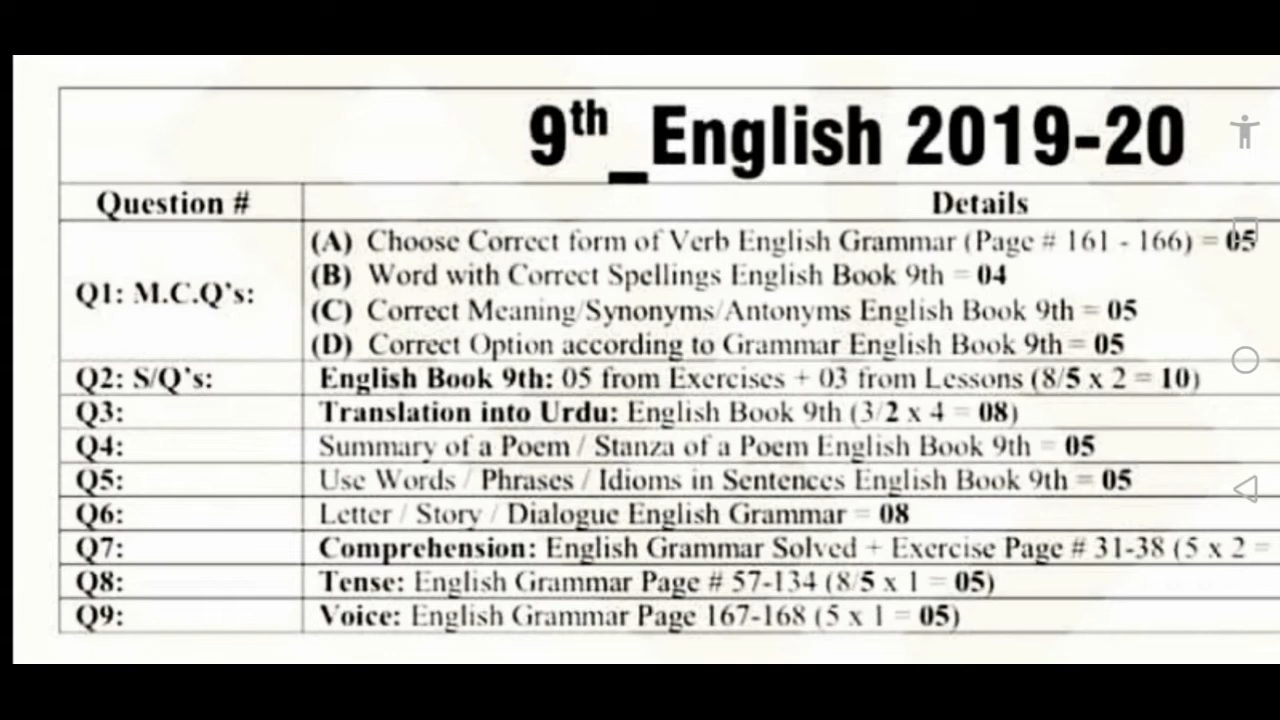 9th_English 2019-20
Question # Details
Q1: M.C.Q's:
(A) Choose Correct form of Verb English Grammar (Page # 161 - 166) = 05
(B) Word with Correct Spellings English Book 9th = 04
(C) Correct Meaning/Synonyms/Antonyms English Book 9th = 05
(D) Correct Option according to Grammar English Book 9th = 05
Q2: S/Q's: English Book 9th: 05 from Exercises + 03 from Lessons (8/5 x 2 = 10)
Q3: Translation into Urdu: English Book 9th (3/2 x 4 = 08)
Q4: Summary of a Poem / Stanza of a Poem English Book 9th = 05
Q5: Use Words / Phrases / Idioms in Sentences English Book 9th = 05
Q6: Letter / Story / Dialogue English Grammar = 08
Q7: Comprehension: English Grammar Solved + Exercise Page # 31-38 (5 x 2 =
Q8: Tense: English Grammar Page # 57-134 (8/5 x 1 = 05)
Q9: Voice: English Grammar Page 167-168 (5 x 1 = 05)